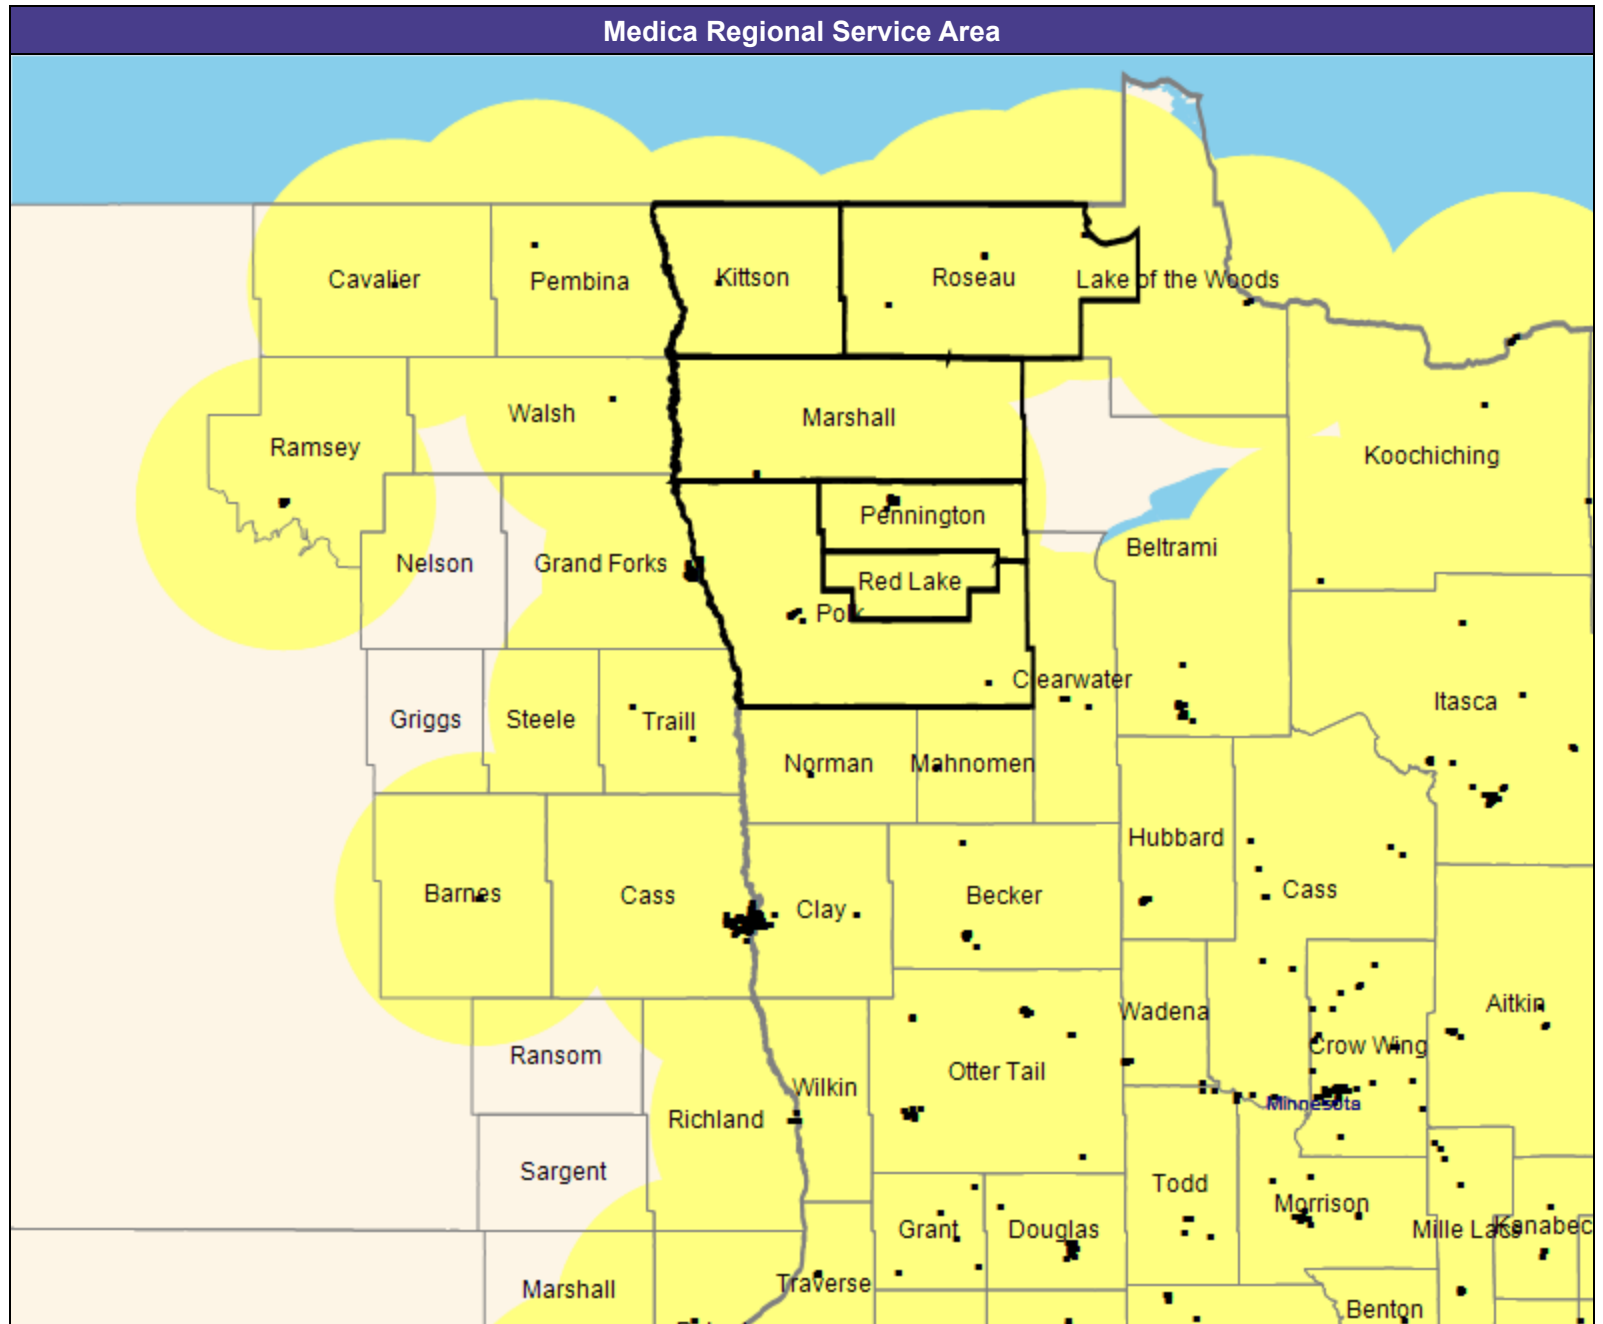 Medica Regional Service Area
Cavalier
Pembina
Kittson
Roseau
Lake of the Woods
Walsh
Marshall
Ramsey
Koochiching
Pennington
Beltrami
Nelson
Grand Forks
Red Lake
Polk
Clearwater
Itasca
Griggs
Steele
Traill
Norman
Mahnomen
Hubbard
Barnes
Cass
Clay
Becker
Cass
Wadena
Aitkin
Crow Wing
Ransom
Otter Tail
Wilkin
Minnesota
Richland
Sargent
Todd
Morrison
Grant
Douglas
Mille Lacs
Kanabec
Marshall
Traverse
Benton